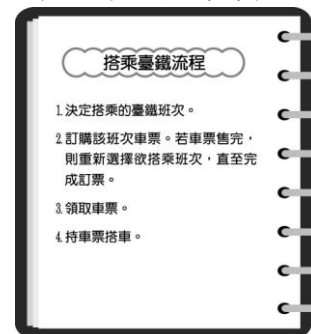 搭乘臺鐵流程
1.決定搭乘的臺鐵班次。
2.訂購該班次車票。若車票售完，
則重新選擇欲搭乘班次，直至完
成訂票。
3.領取車票。
4.持車票搭車。